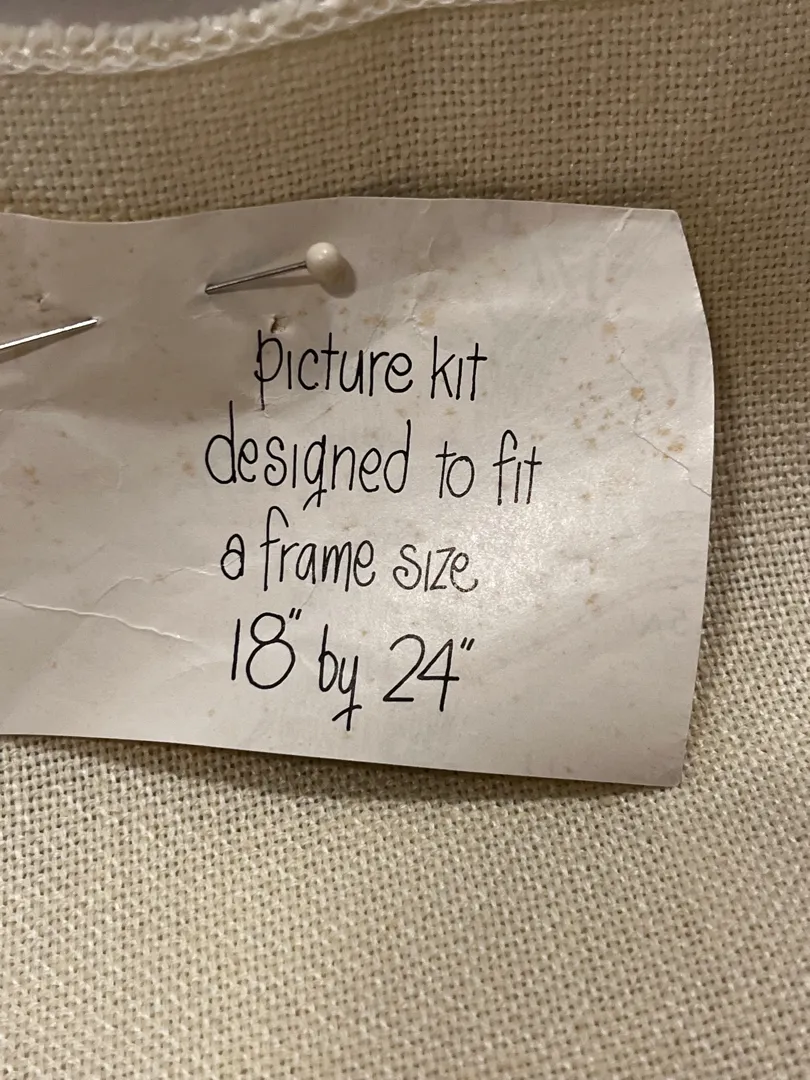 picture kit
designed to fit
a frame size
18" by 24"